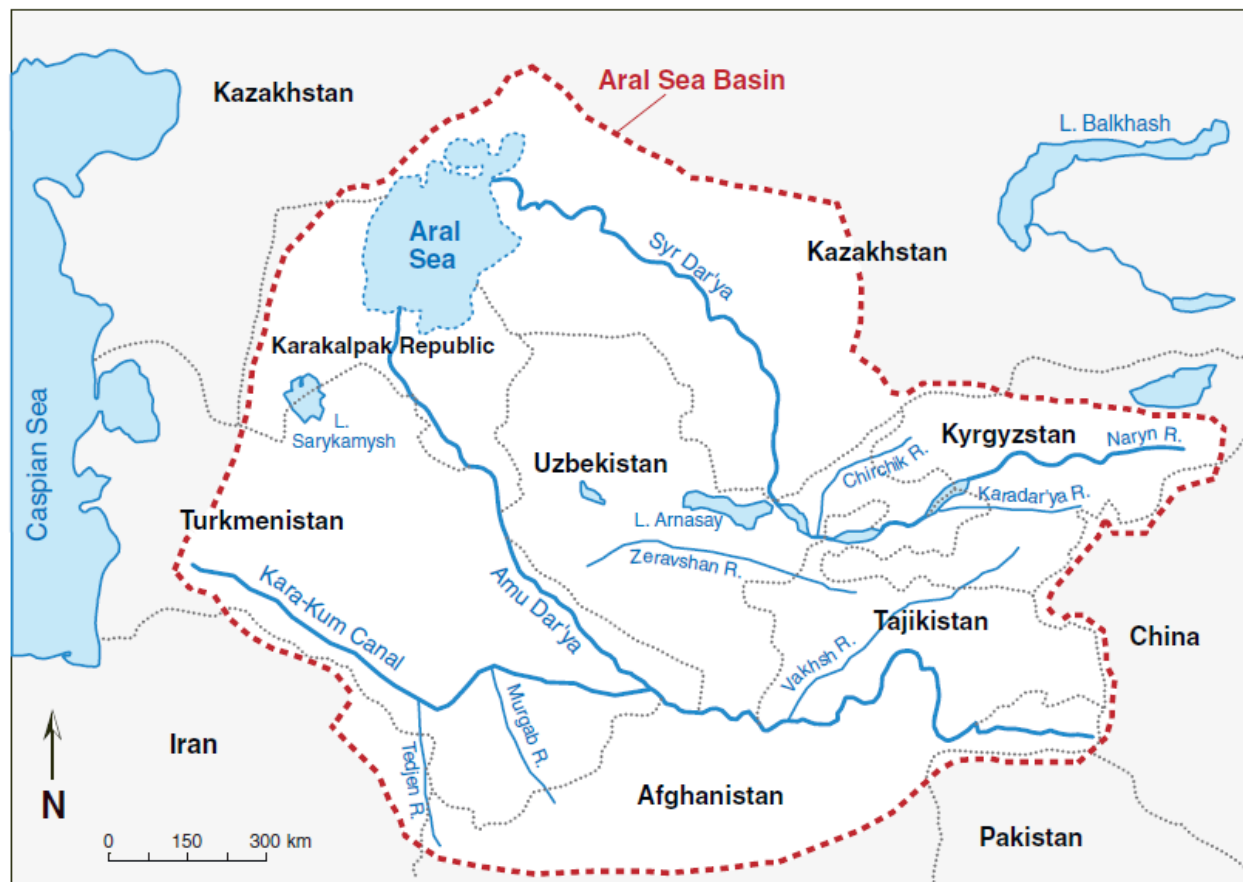 Kazakhstan
Aral Sea Basin
L. Balkhash
Aral
Sea
Syr Dar'ya
Kazakhstan
Karakalpak Republic
L.
Sarykamysh
Caspian Sea
Uzbekistan
Kyrgyzstan
Naryn R.
Chirchik R.
Karadar'ya R.
L. Arnasay
Turkmenistan
Zeravshan R.
Kara-Kum Canal
Amu Dar'ya
Tajikistan
China
Vakhsh R.
Murgab R.
Tedjen R.
Iran
N
Afghanistan
Pakistan
0 150 300 km